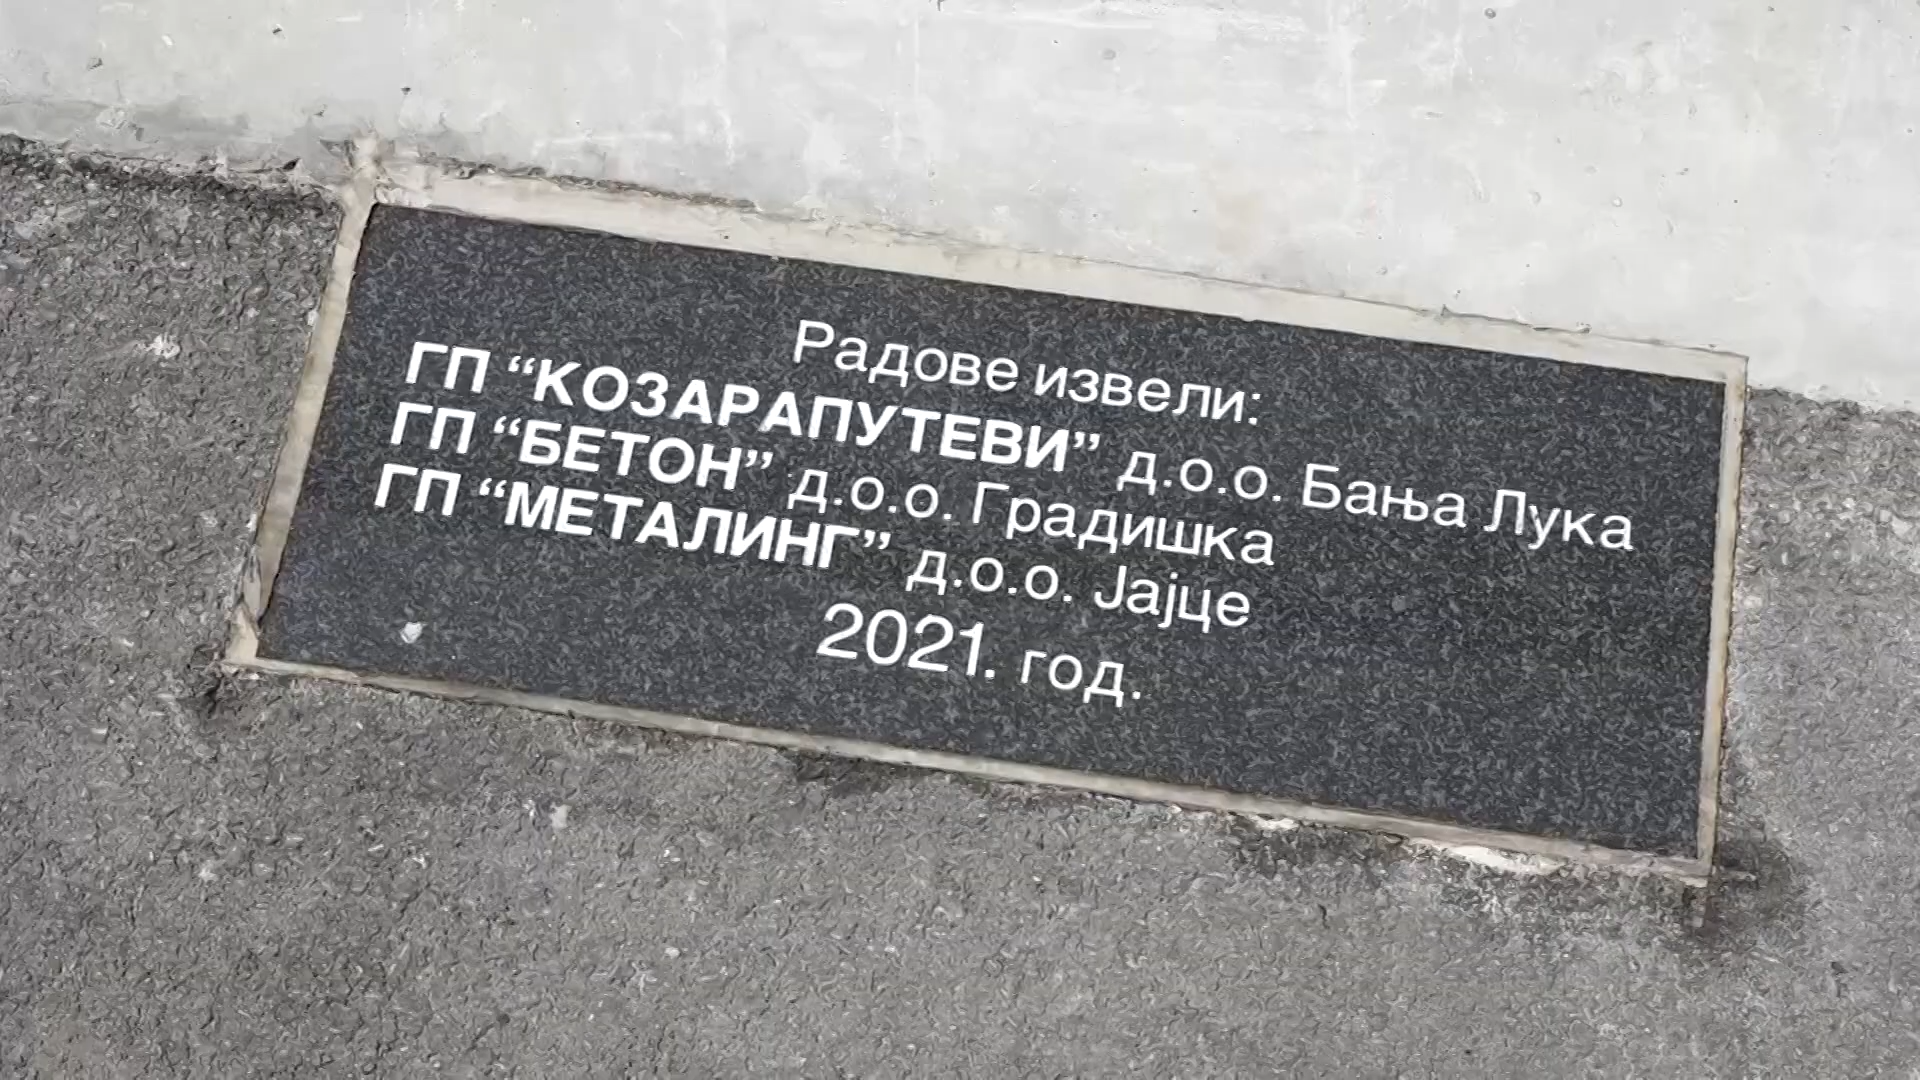 Радове извели:
ГП “КОЗАРАПУТЕВИ” д.о.о. Бања Лука
ГП “БЕТОН” д.о.о. Градишка
ГП “МЕТАЛИНГ” д.о.о. Јајце
2021. год.